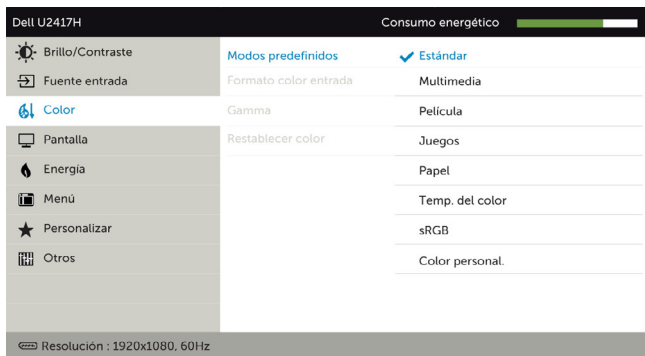 Dell U2417H Consumo energético
Brillo/Contraste Modos predefinidos Estándar
Fuente entrada Formato color entrada Multimedia
Color Gamma Película
Pantalla Restablecer color Juegos
Energía Papel
Menú Temp. del color
Personalizar sRGB
Otros Color personal.
Resolución : 1920x1080, 60Hz